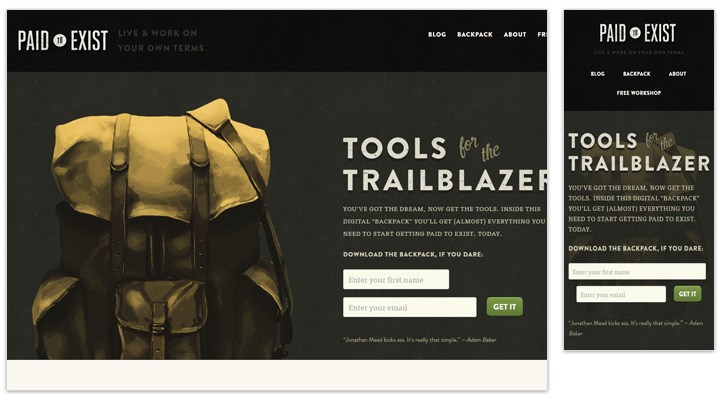 PAID TO EXIST
LIVE & WORK ON
YOUR OWN TERMS
BLOG BACKPACK ABOUT FR
TOOLS for the
TRAILBLAZER
YOU'VE GOT THE DREAM, NOW GET THE TOOLS. INSIDE THIS
DIGITAL "BACKPACK" YOU'LL GET (ALMOST) EVERYTHING YOU
NEED TO START GETTING PAID TO EXIST. TODAY.
DOWNLOAD THE BACKPACK, IF YOU DARE:
Enter your first name
Enter your email GET IT
"Jonathan Mead kicks ass. It's really that simple." – Adam Baker
PAID TO EXIST
LIVE & WORK ON YOUR OWN TERMS
BLOG BACKPACK ABOUT
FREE WORKSHOP
TOOLS for the
TRAILBLAZER
YOU'VE GOT THE DREAM, NOW GET THE
TOOLS. INSIDE THIS DIGITAL "BACKPACK"
YOU'LL GET (ALMOST) EVERYTHING YOU
NEED TO START GETTING PAID TO EXIST.
TODAY.
DOWNLOAD THE BACKPACK, IF YOU DARE:
Enter your first name
Enter your email GET IT
"Jonathan Mead kicks ass. It's really that simple." – Adam
Baker